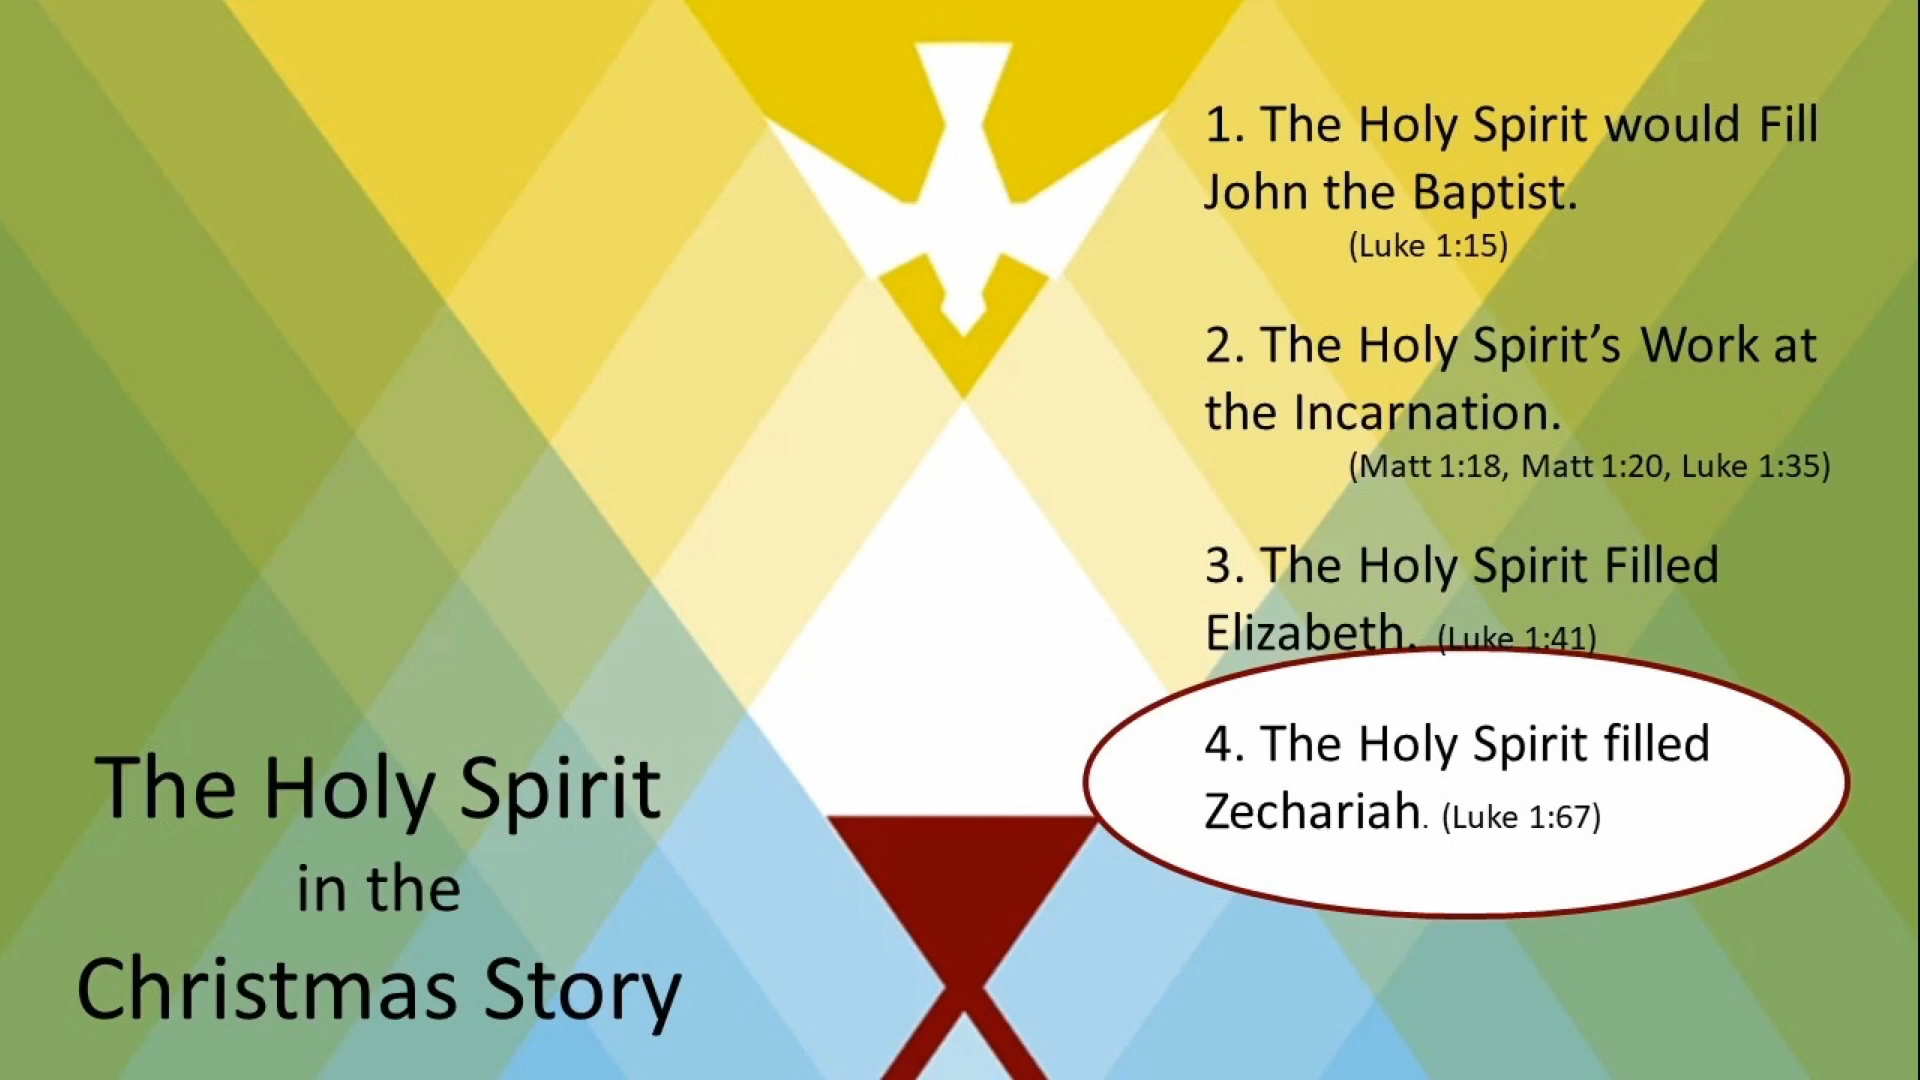 The Holy Spirit
in the
Christmas Story
1. The Holy Spirit would Fill
John the Baptist.
(Luke 1:15)
2. The Holy Spirit’s Work at
the Incarnation.
(Matt 1:18, Matt 1:20, Luke 1:35)
3. The Holy Spirit Filled
Elizabeth. (Luke 1:41)
4. The Holy Spirit filled
Zechariah. (Luke 1:67)